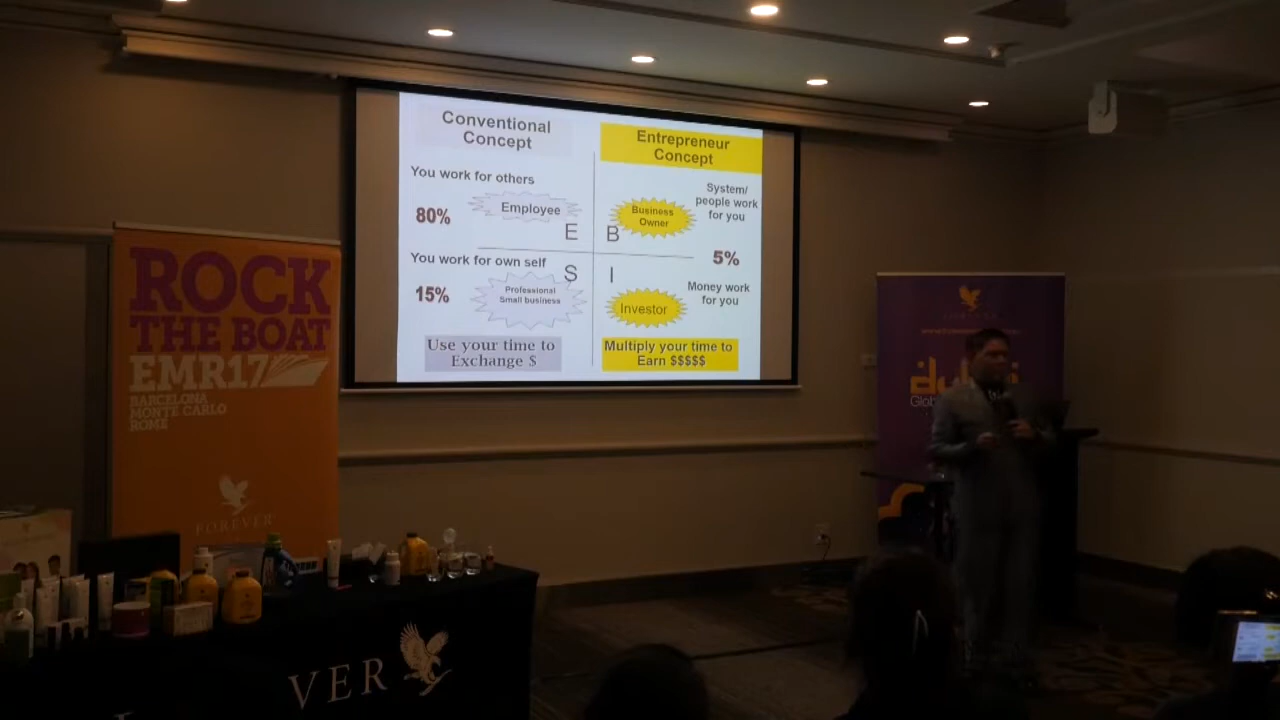 Conventional
Concept
Entrepreneur
Concept
You work for others
80%
Employee
E
B
Business
Owner
System/
people work
for you
5%
You work for own self
15%
S
Professional
Small business
I
Investor
Money work
for you
Use your time to
Exchange $
Multiply your time to
Earn $$$$$
ROCK
THE BOAT
EMR17
BARCELONA
MONTE CARLO
ROME
FOREVER
FOREVER
Glob
VER